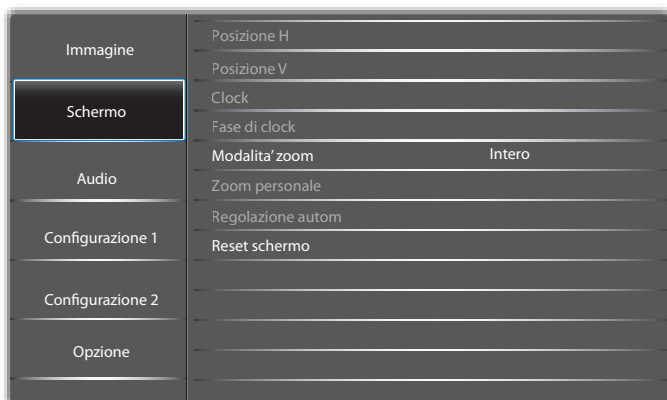 Immagine
Schermo
Audio
Configurazione 1
Configurazione 2
Opzione
Posizione H
Posizione V
Clock
Fase di clock
Modalita’ zoom Intero
Zoom personale
Regolazione autom
Reset schermo